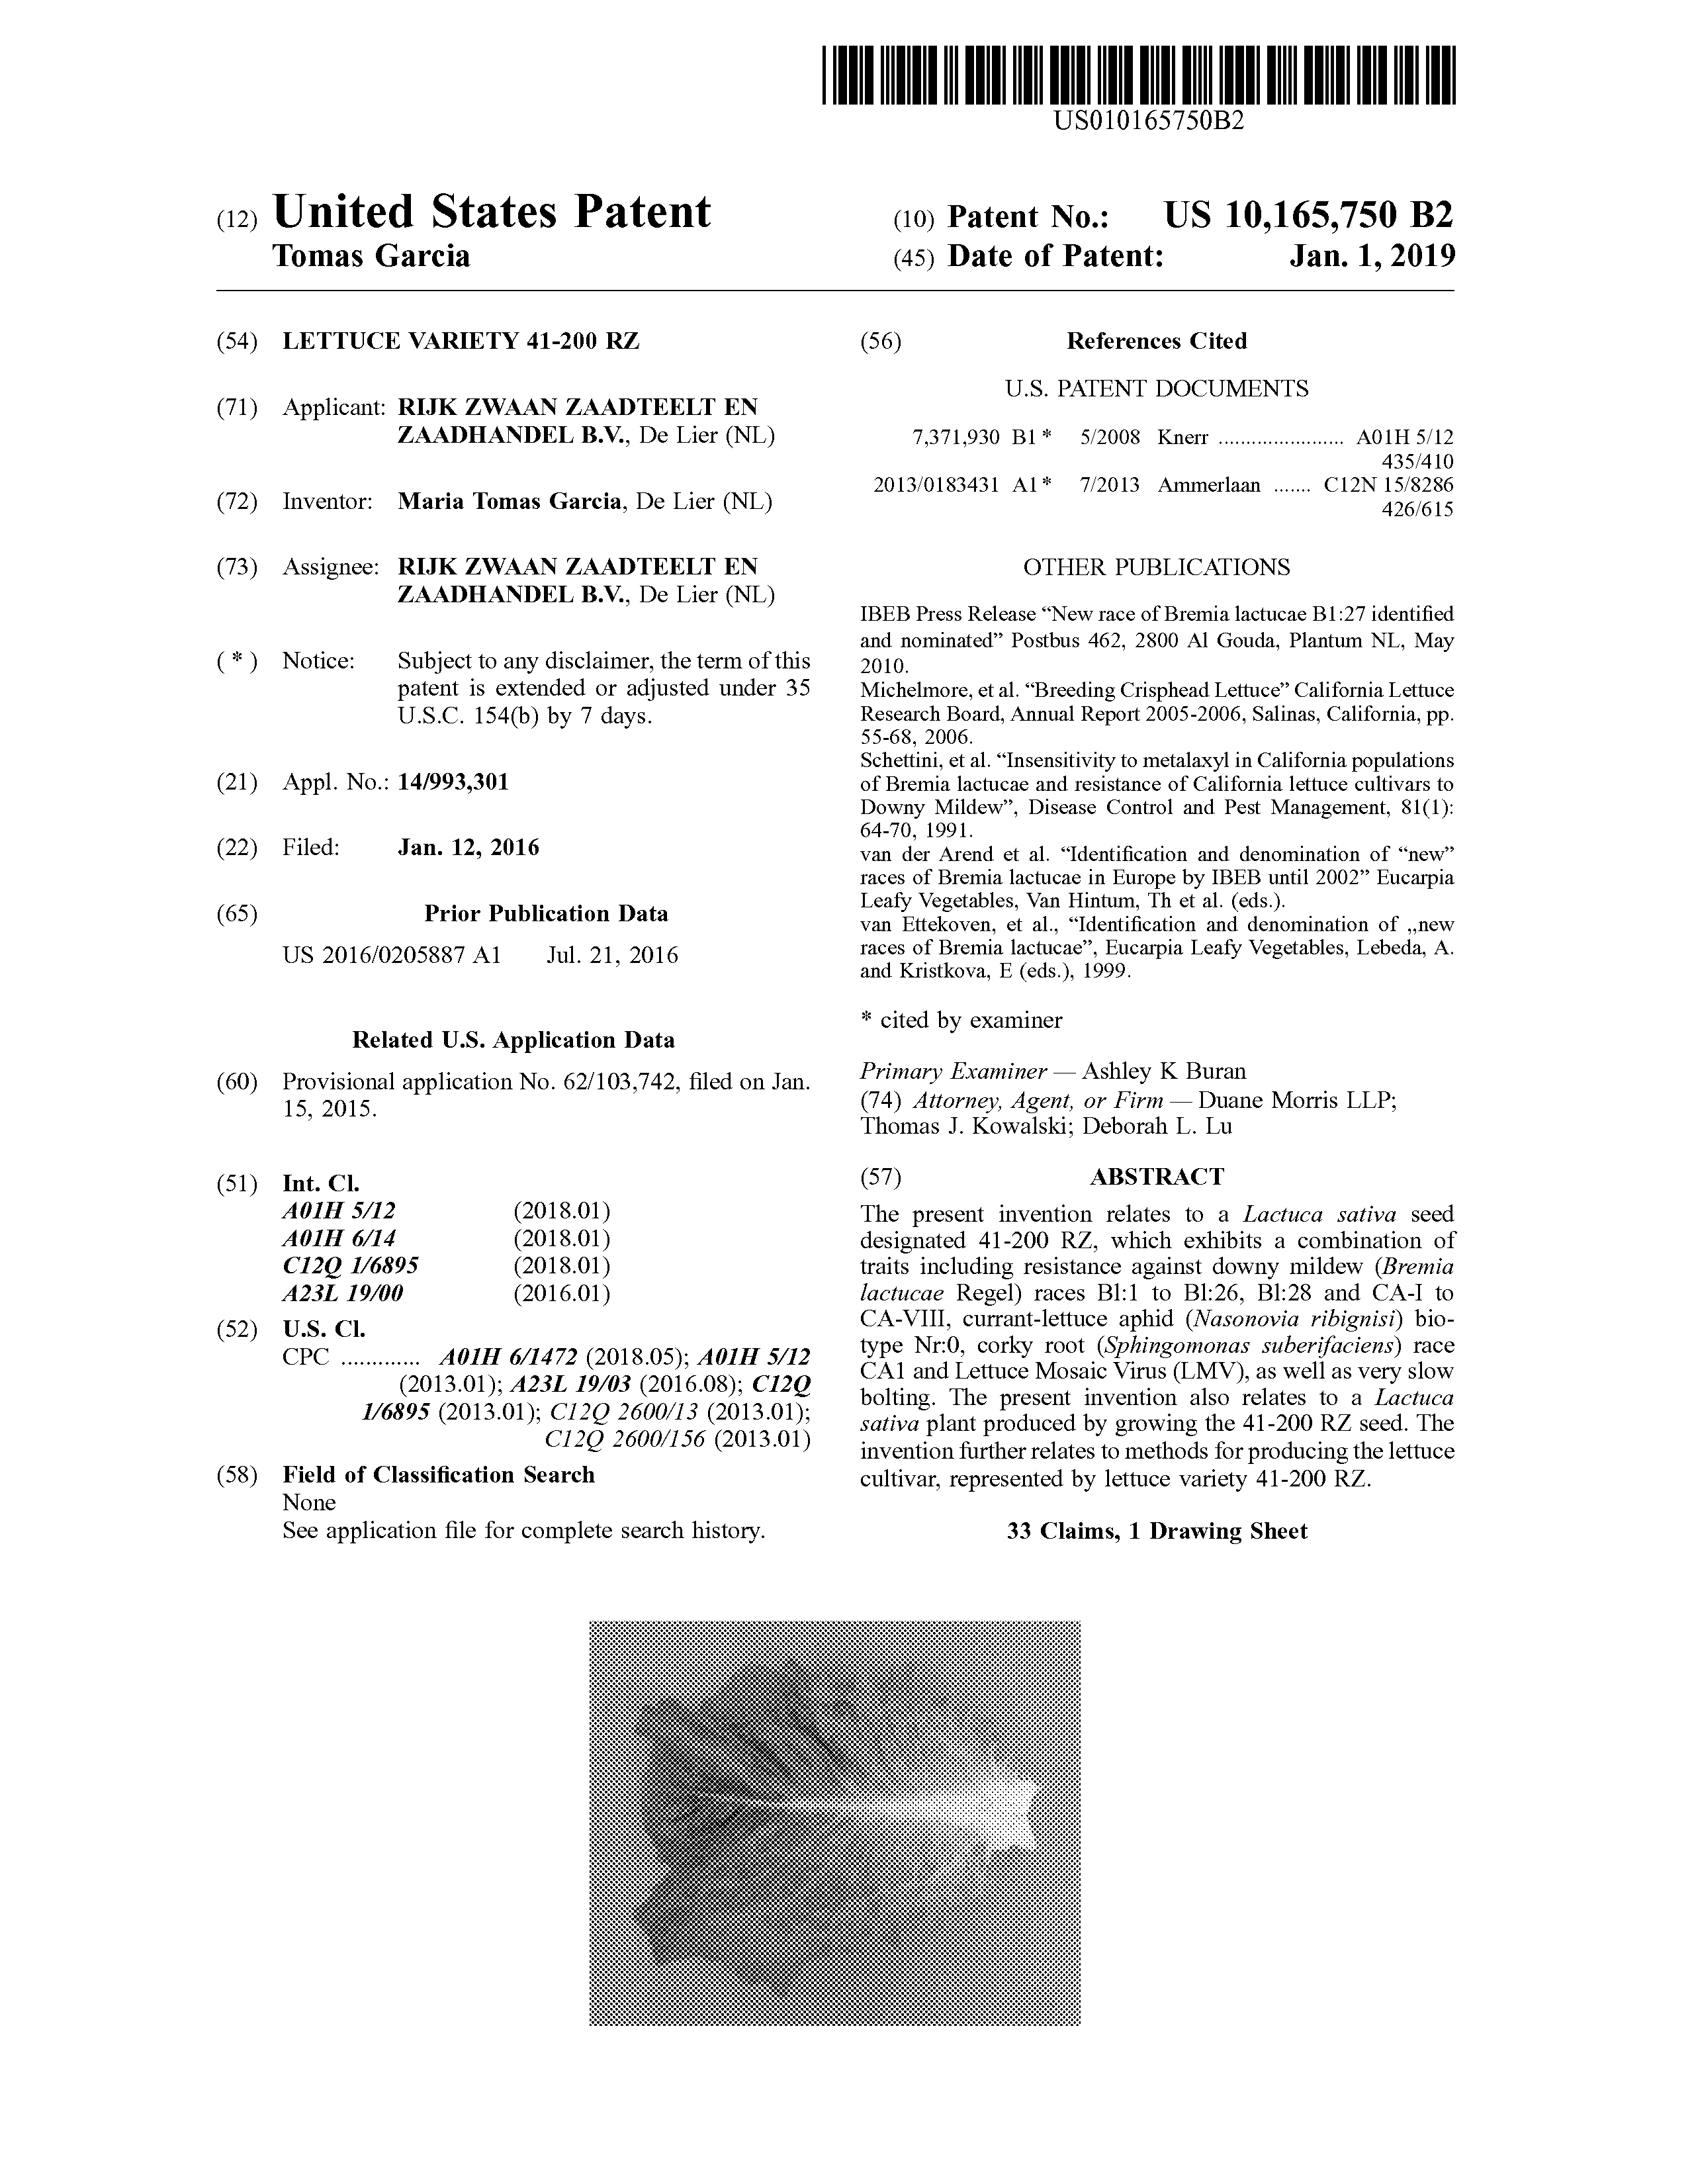 US010165750B2
(12) United States Patent
Tomas Garcia
(10) Patent No.: US 10,165,750 B2
(45) Date of Patent: Jan. 1, 2019
(54) LETTUCE VARIETY 41-200 RZ
(71) Applicant: RIJK ZWAAN ZAADTEELT EN
ZAADHANDEL B.V., De Lier (NL)
(72) Inventor: Maria Tomas Garcia, De Lier (NL)
(73) Assignee: RIJK ZWAAN ZAADTEELT EN
ZAADHANDEL B.V., De Lier (NL)
( * ) Notice: Subject to any disclaimer, the term of this
patent is extended or adjusted under 35
U.S.C. 154(b) by 7 days.
(21) Appl. No.: 14/993,301
(22) Filed: Jan. 12, 2016
(65) Prior Publication Data
US 2016/0205887 A1 Jul. 21, 2016
Related U.S. Application Data
(60) Provisional application No. 62/103,742, filed on Jan.
15, 2015.
(51) Int. Cl.
A01H 5/12 (2018.01)
A01H 6/14 (2018.01)
C12Q 1/6895 (2018.01)
A23L 19/00 (2016.01)
(52) U.S. Cl.
CPC ............ A01H 6/1472 (2018.05); A01H 5/12
(2013.01); A23L 19/03 (2016.08); C12Q
1/6895 (2013.01); C12Q 2600/13 (2013.01);
C12Q 2600/156 (2013.01)
(58) Field of Classification Search
None
See application file for complete search history.
(56) References Cited
U.S. PATENT DOCUMENTS
7,371,930 B1 * 5/2008 Knerr ....................... A01H 5/12
435/410
2013/0183431 A1 * 7/2013 Ammerlaan ....... C12N 15/8286
426/615
OTHER PUBLICATIONS
IBEB Press Release “New race of Bremia lactucae B1:27 identified
and nominated” Postbus 462, 2800 Al Gouda, Plantum NL, May
2010.
Michelmore, et al. “Breeding Crisphead Lettuce” California Lettuce
Research Board, Annual Report 2005-2006, Salinas, California, pp.
55-68, 2006.
Schettini, et al. “Insensitivity to metalaxyl in California populations
of Bremia lactucae and resistance of California lettuce cultivars to
Downy Mildew”, Disease Control and Pest Management, 81(1):
64-70, 1991.
van der Arend et al. “Identification and denomination of “new”
races of Bremia lactucae in Europe by IBEB until 2002” Eucarpia
Leafy Vegetables, Van Hintum, Th et al. (eds.).
van Ettekoven, et al., “Identification and denomination of „new
races of Bremia lactucae”, Eucarpia Leafy Vegetables, Lebeda, A.
and Kristkova, E (eds.), 1999.
* cited by examiner
Primary Examiner — Ashley K Buran
(74) Attorney, Agent, or Firm — Duane Morris LLP;
Thomas J. Kowalski; Deborah L. Lu
(57) ABSTRACT
The present invention relates to a Lactuca sativa seed
designated 41-200 RZ, which exhibits a combination of
traits including resistance against downy mildew (Bremia
lactucae Regel) races Bl:1 to Bl:26, Bl:28 and CA-I to
CA-VIII, currant-lettuce aphid (Nasonovia ribignisi) bio-
type Nr:0, corky root (Sphingomonas suberifaciens) race
CA1 and Lettuce Mosaic Virus (LMV), as well as very slow
bolting. The present invention also relates to a Lactuca
sativa plant produced by growing the 41-200 RZ seed. The
invention further relates to methods for producing the lettuce
cultivar, represented by lettuce variety 41-200 RZ.
33 Claims, 1 Drawing Sheet